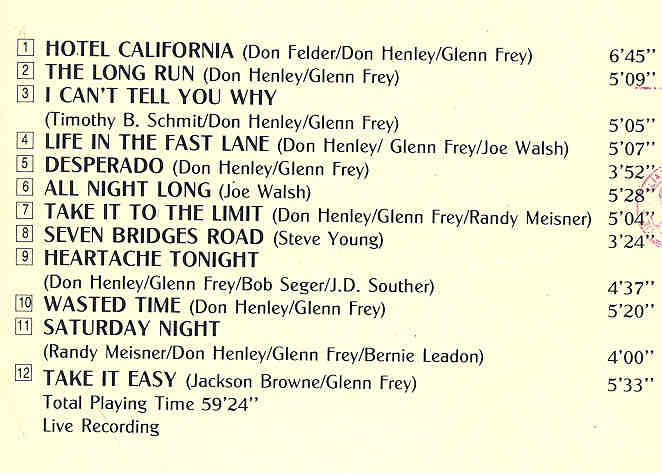 1 HOTEL CALIFORNIA (Don Felder/Don Henley/Glenn Frey) 6'45''
2 THE LONG RUN (Don Henley/Glenn Frey) 5'09''
3 I CAN'T TELL YOU WHY
(Timothy B. Schmit/Don Henley/Glenn Frey) 5'05''
4 LIFE IN THE FAST LANE (Don Henley/ Glenn Frey/Joe Walsh) 5'07''
5 DESPERADO (Don Henley/Glenn Frey) 3'52''
6 ALL NIGHT LONG (Joe Walsh) 5'28''
7 TAKE IT TO THE LIMIT (Don Henley/Glenn Frey/Randy Meisner) 5'04''
8 SEVEN BRIDGES ROAD (Steve Young) 3'24''
9 HEARTACHE TONIGHT
(Don Henley/Glenn Frey/Bob Seger/J.D. Souther) 4'37''
10 WASTED TIME (Don Henley/Glenn Frey) 5'20''
11 SATURDAY NIGHT
(Randy Meisner/Don Henley/Glenn Frey/Bernie Leadon) 4'00''
12 TAKE IT EASY (Jackson Browne/Glenn Frey) 5'33''
Total Playing Time 59'24''
Live Recording